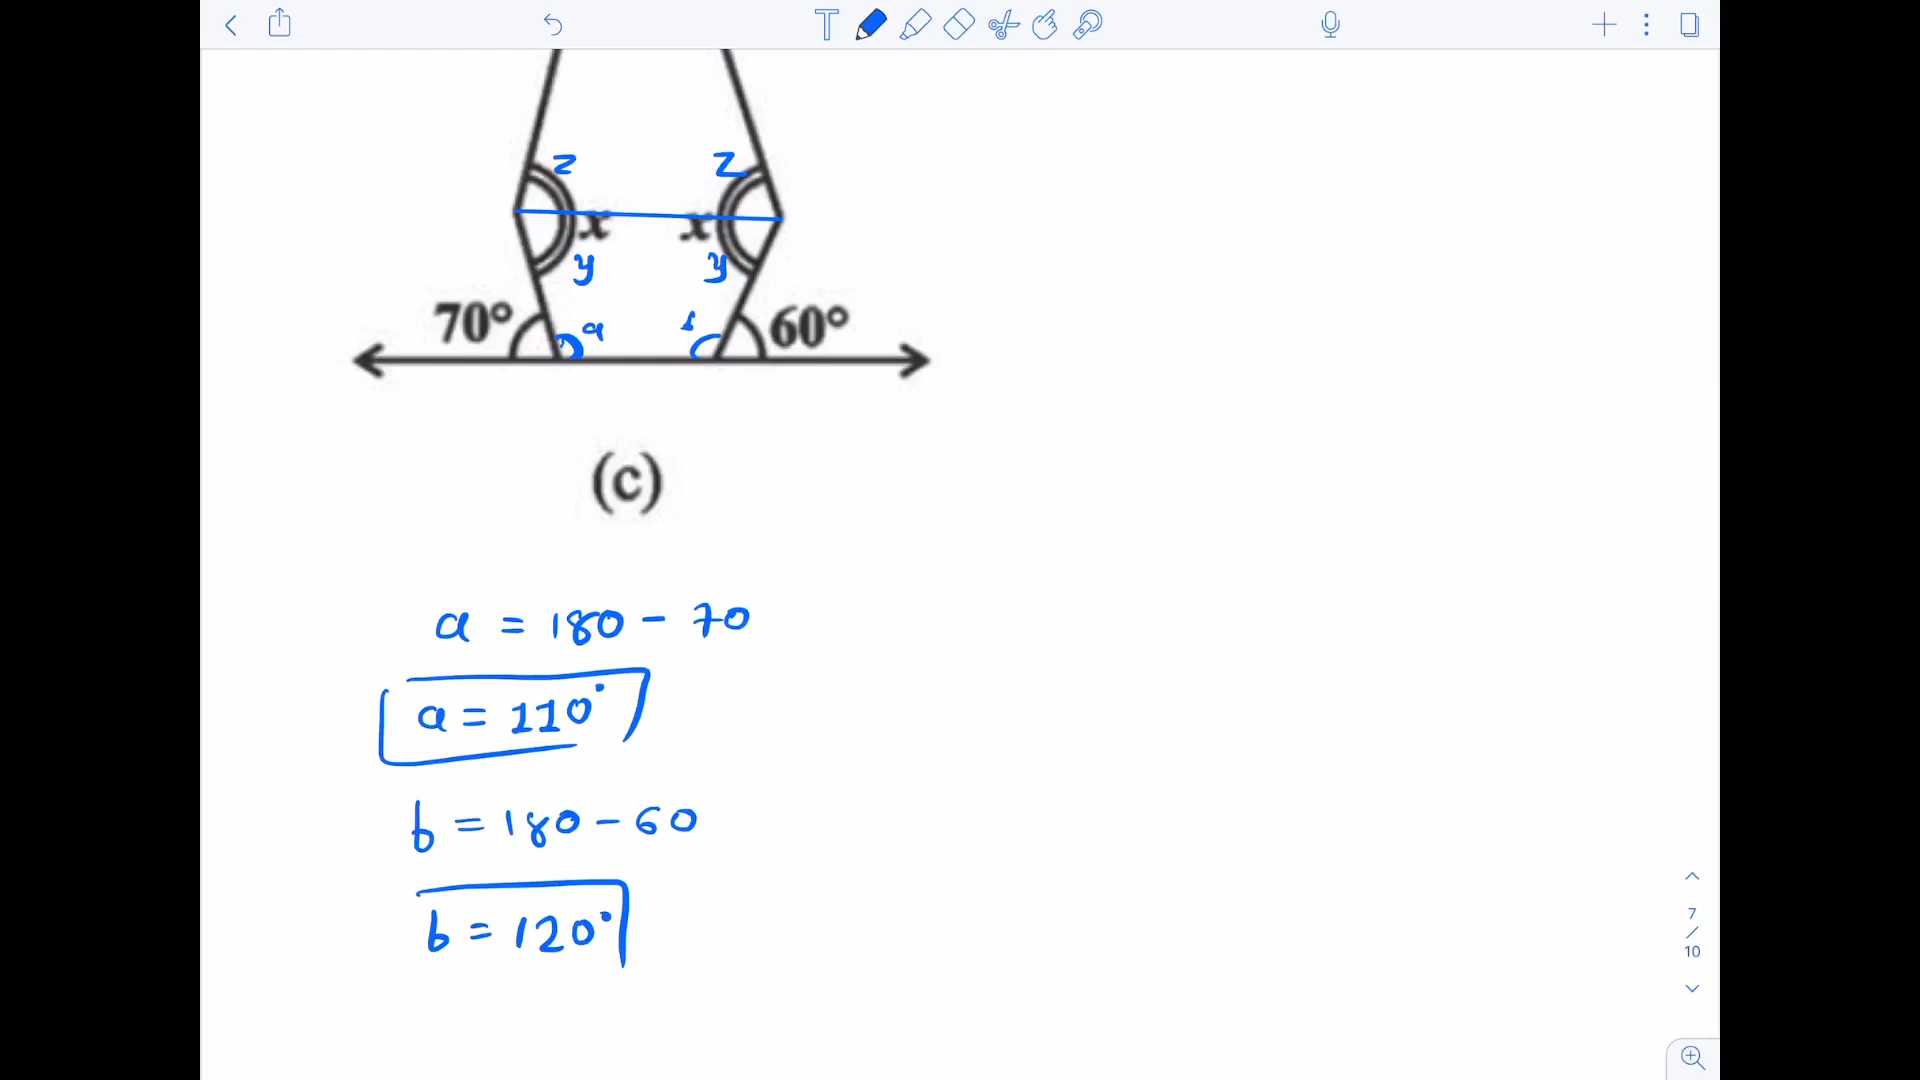 z z
x x
y y
70° a b 60°
(c)
a = 180 - 70
a = 110°
b = 180 - 60
b = 120°
7
/
10